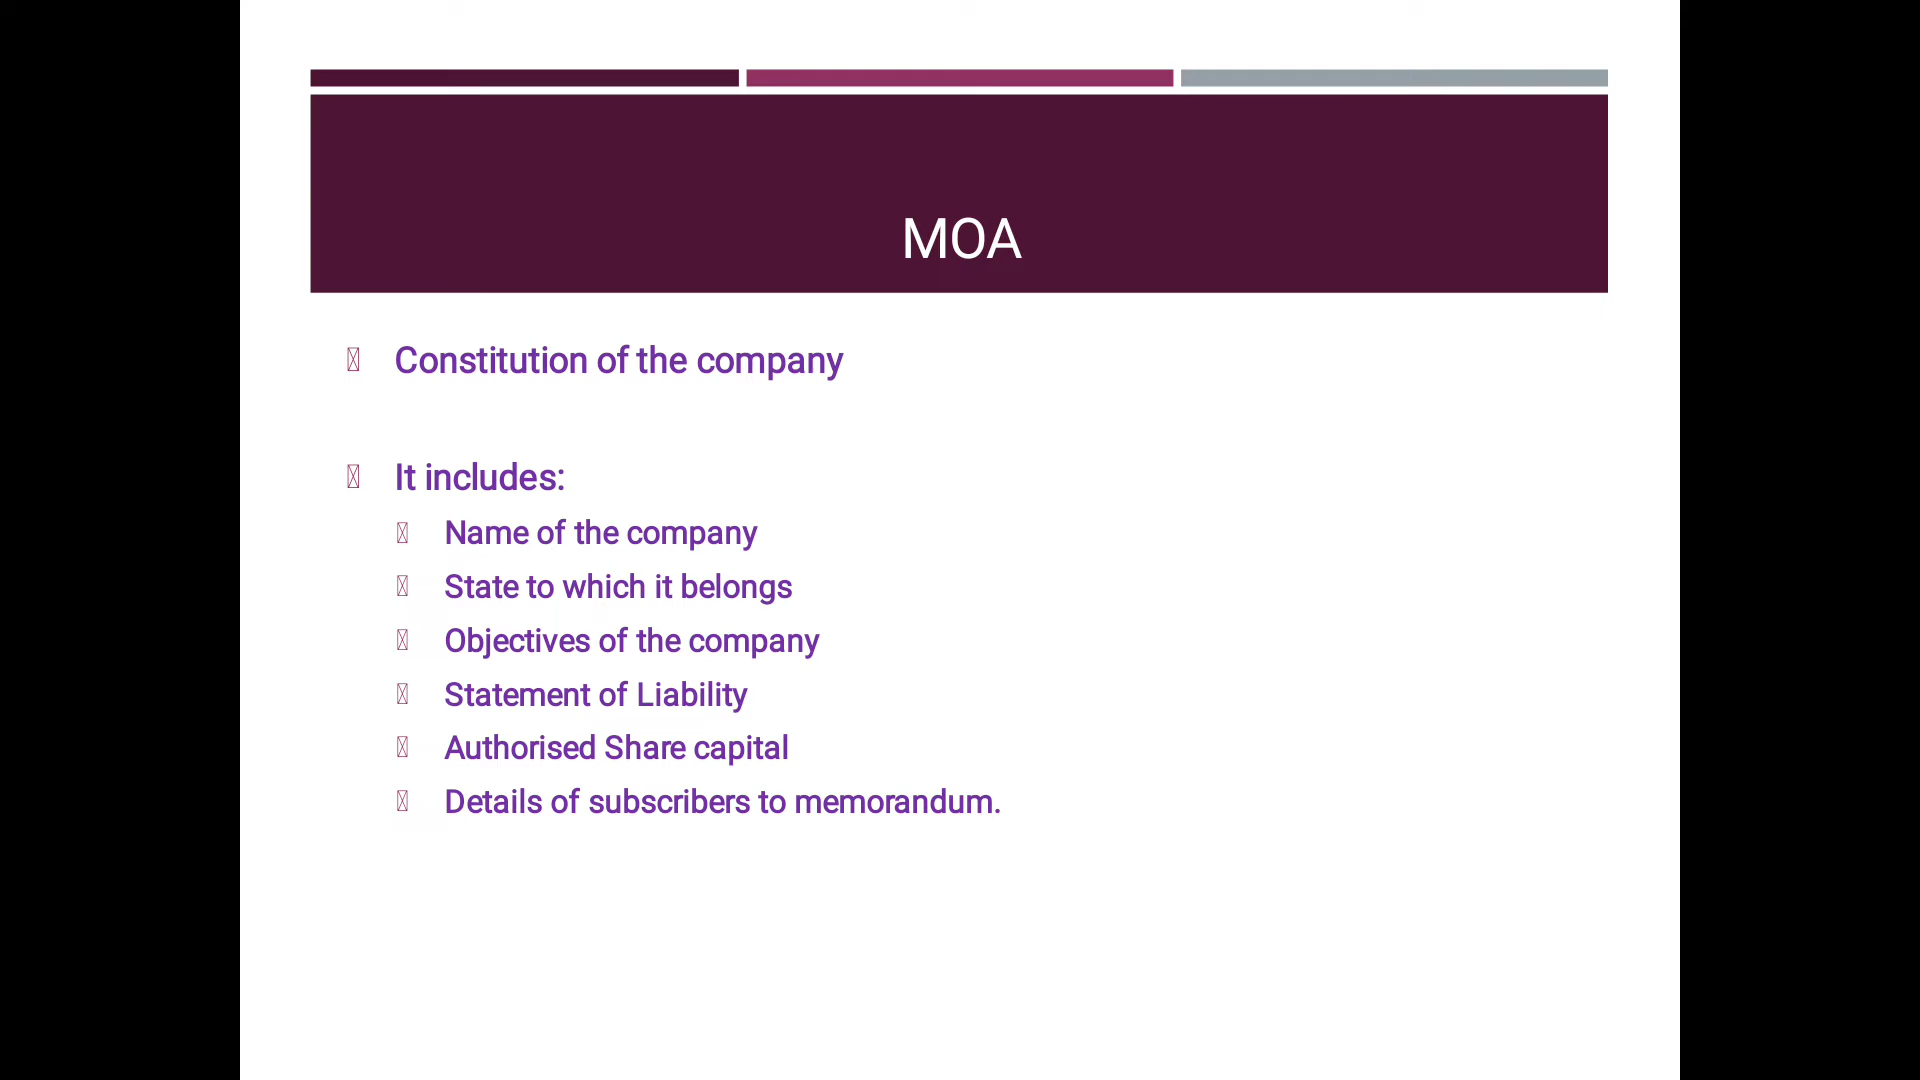 MOA
Constitution of the company
It includes:
Name of the company
State to which it belongs
Objectives of the company
Statement of Liability
Authorised Share capital
Details of subscribers to memorandum.